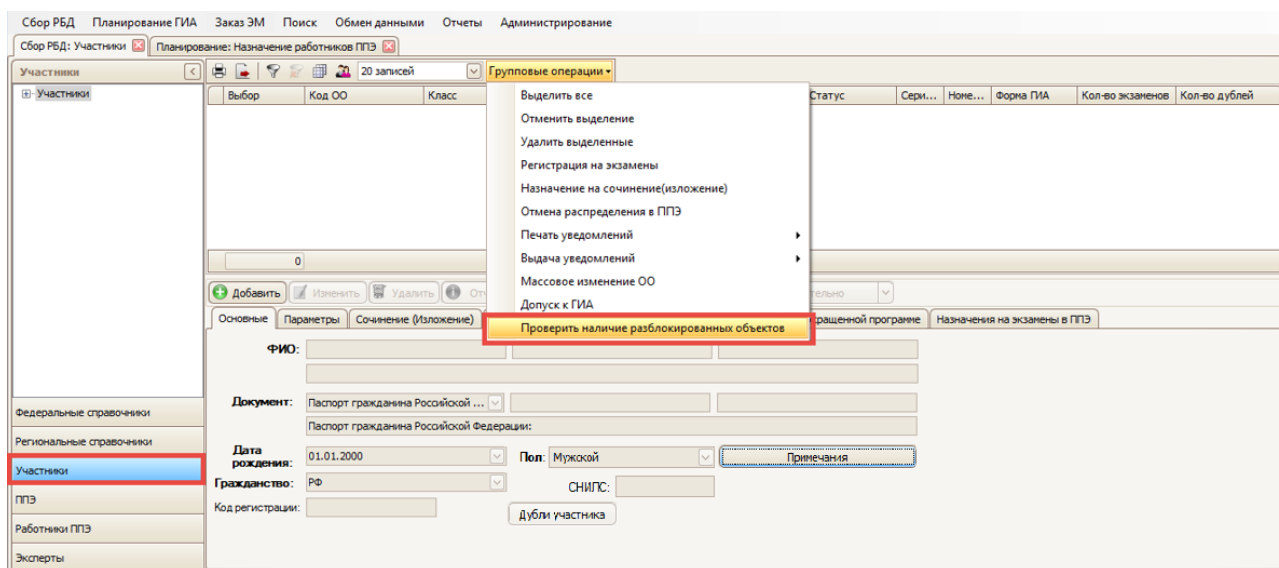 Сбор РБД Планирование ГИА Заказ ЭМ Поиск Обмен данными Отчеты Администрирование
Сбор РБД: Участники Планирование: Назначение работников ППЭ
Участники 20 записей Групповые операции
Участники
Выбор Код ОО Класс Статус Сери... Номе... Форма ГИА Кол-во экзаменов Кол-во дублей
Выделить все
Отменить выделение
Удалить выделенные
Регистрация на экзамены
Назначение на сочинение(изложение)
Отмена распределения в ППЭ
Печать уведомлений
Выдача уведомлений
Массовое изменение ОО
Допуск к ГИА
Проверить наличие разблокированных объектов
0
Добавить Изменить Удалить
Основные Параметры Сочинение (Изложение) Назначения на экзамены в ППЭ
ФИО:
Документ: Паспорт гражданина Российской ...
Паспорт гражданина Российской Федерации:
Дата рождения: 01.01.2000 Пол: Мужской Примечания
Гражданство: РФ СНИЛС:
Код регистрации: Дубли участника
Федеральные справочники
Региональные справочники
Участники
ППЭ
Работники ППЭ
Эксперты